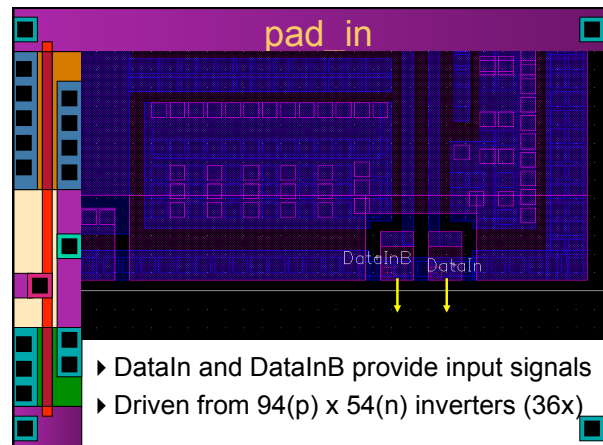 pad_in
DataInB DataIn
DataIn and DataInB provide input signals
Driven from 94(p) x 54(n) inverters (36x)